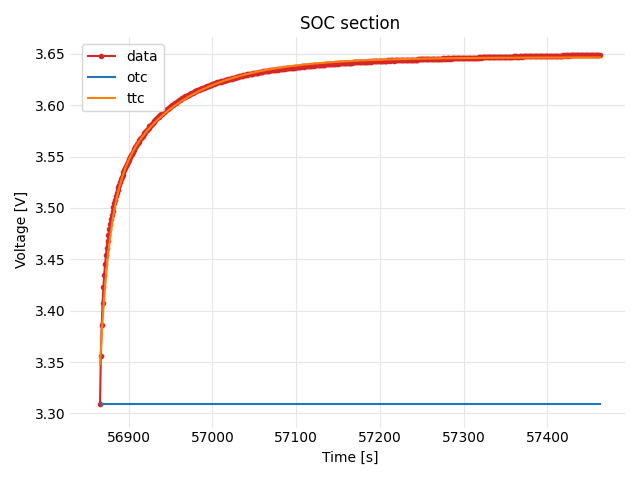 SOC section
data
otc
ttc
Voltage [V]
3.65
3.60
3.55
3.50
3.45
3.40
3.35
3.30
56900 57000 57100 57200 57300 57400
Time [s]